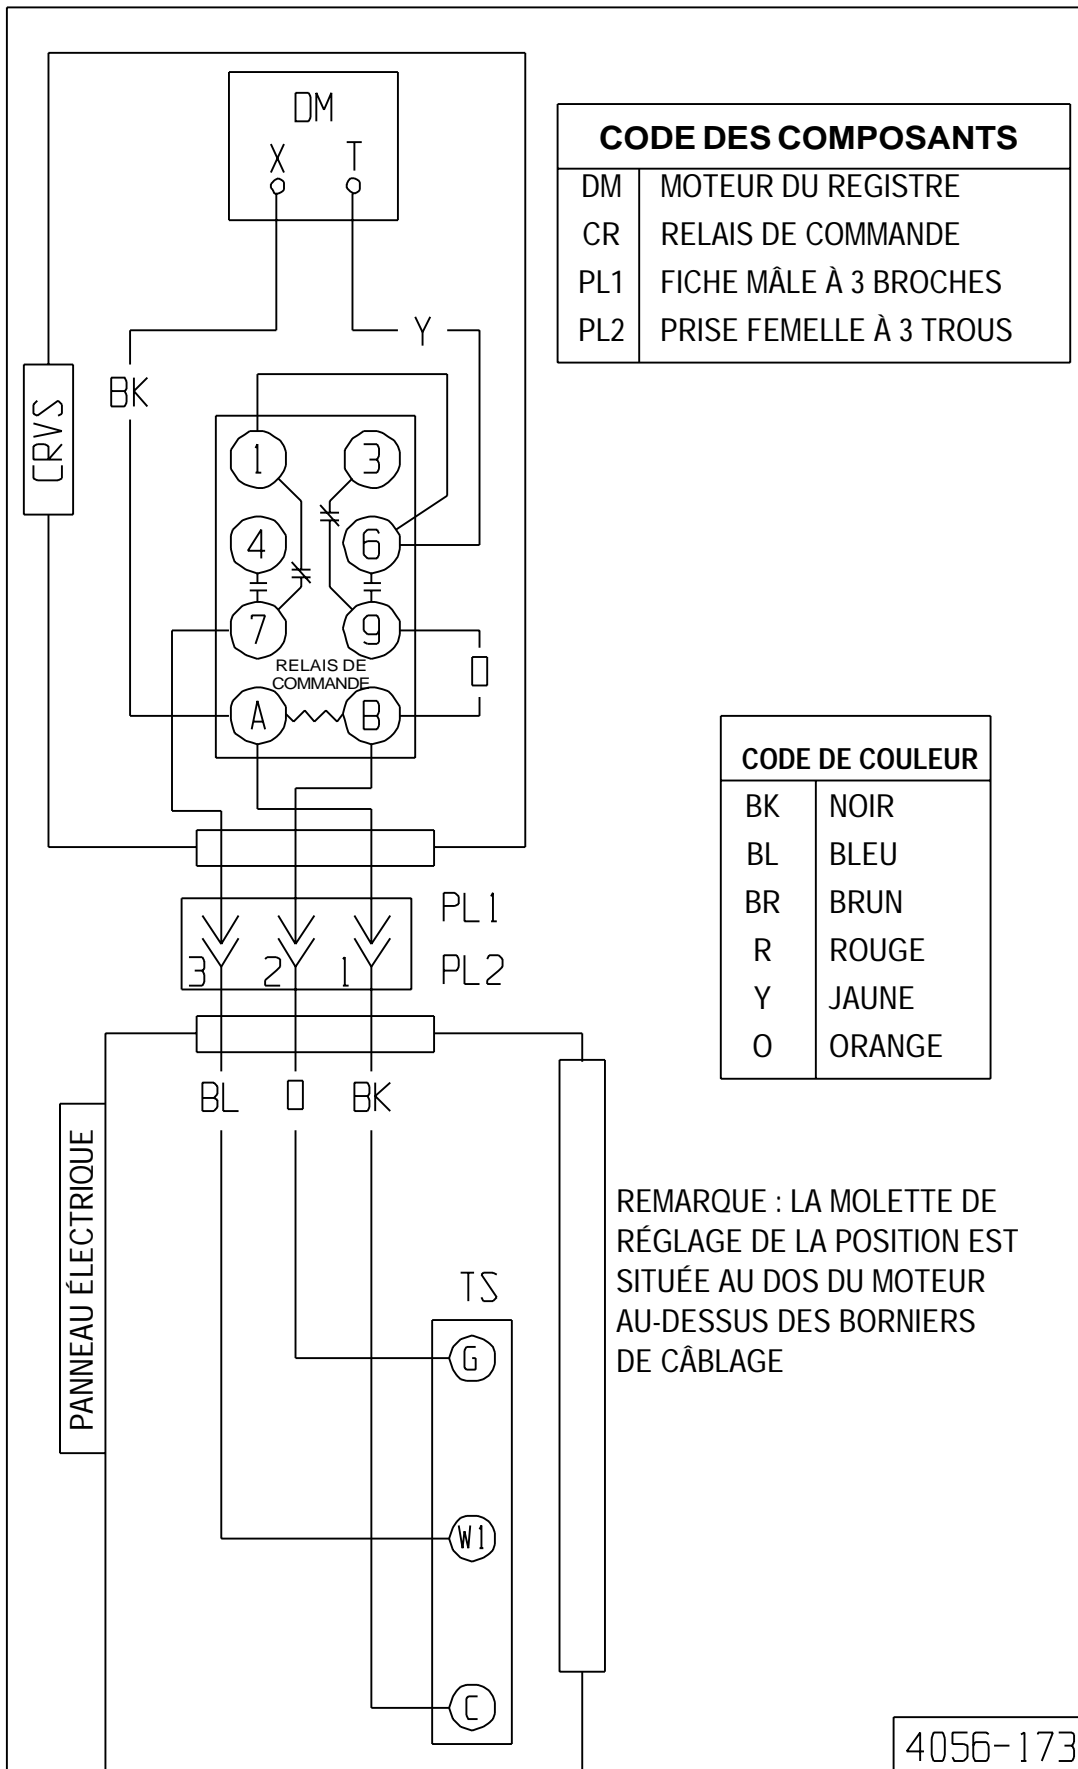 DM
X T
CODE DES COMPOSANTS
DM MOTEUR DU REGISTRE
CR RELAIS DE COMMANDE
PL1 FICHE MÂLE À 3 BROCHES
PL2 PRISE FEMELLE À 3 TROUS
Y
BK
CRVS
1 3
4 6
7 9
O
RELAIS DE
COMMANDE
A B
CODE DE COULEUR
BK NOIR
BL BLEU
BR BRUN
R ROUGE
Y JAUNE
O ORANGE
PL1
3 2 1 PL2
BL O BK
PANNEAU ÉLECTRIQUE
REMARQUE : LA MOLETTE DE
RÉGLAGE DE LA POSITION EST
SITUÉE AU DOS DU MOTEUR
AU-DESSUS DES BORNIERS
DE CÂBLAGE
TS
G
W1
C
4056-173